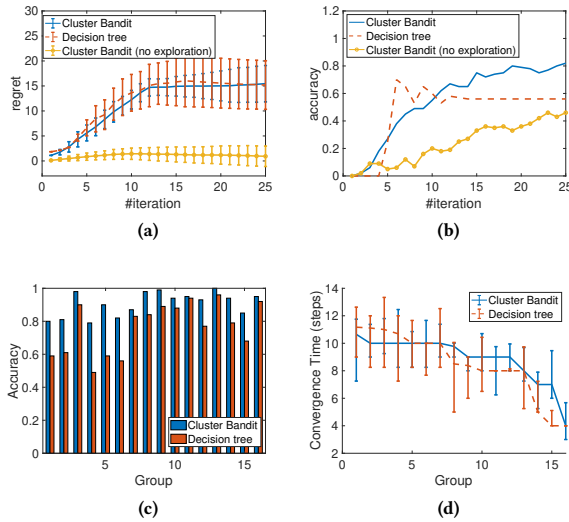 30
25
20
15
10
5
0
regret
Cluster Bandit
Decision tree
Cluster Bandit (no exploration)
0 5 10 15 20 25
#iteration
(a)
1
0.8
0.6
0.4
0.2
0
accuracy
Cluster Bandit
Decision tree
Cluster Bandit (no exploration)
0 5 10 15 20 25
#iteration
(b)
1
0.8
0.6
0.4
0.2
0
Accuracy
Cluster Bandit
Decision tree
5 10 15
Group
(c)
14
12
10
8
6
4
2
Convergence Time (steps)
Cluster Bandit
Decision tree
0 5 10 15
Group
(d)